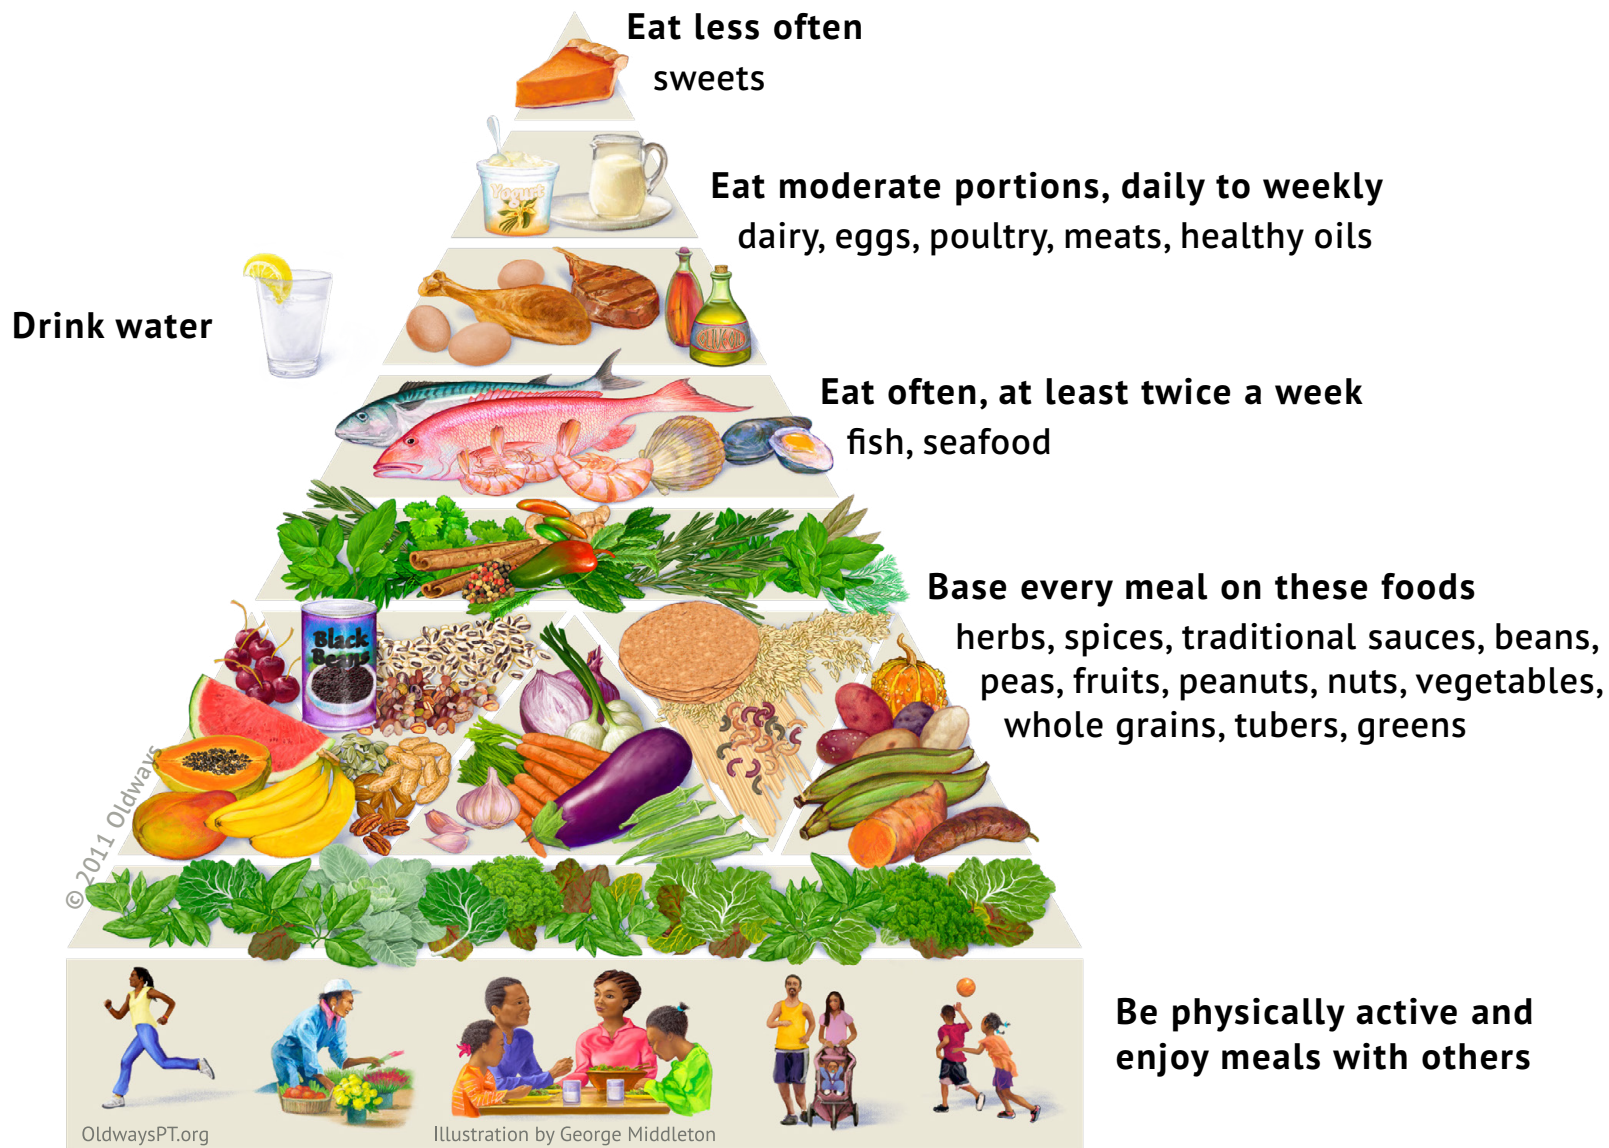 Eat less often
sweets
Yogurt
Eat moderate portions, daily to weekly
dairy, eggs, poultry, meats, healthy oils
Drink water
Eat often, at least twice a week
fish, seafood
Base every meal on these foods
herbs, spices, traditional sauces, beans,
peas, fruits, peanuts, nuts, vegetables,
whole grains, tubers, greens
Black
Beans
© 2011 Oldways
Be physically active and
enjoy meals with others
OldwaysPT.org
Illustration by George Middleton